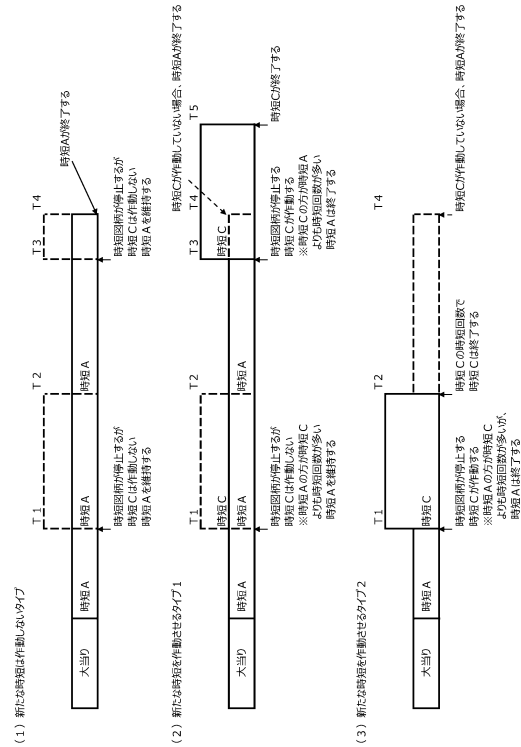 (1) 新たな時短は作動しないタイプ
大当り
時短A
時短A
時短A
T1
T2
T3
T4
時短図柄が停止するが
時短Cは作動しない
時短Aを維持する
時短図柄が停止するが
時短Cは作動しない
時短Aを維持する
時短Aが終了する
(2) 新たな時短を作動させるタイプ1
大当り
時短A
時短C
時短A
時短A
時短C
T1
T2
T3
T4
T5
時短図柄が停止するが
時短Cは作動しない
※時短Aの方が時短C
よりも時短回数が多い
時短Aを維持する
時短図柄が停止する
時短Cが作動する
※時短Cの方が時短A
よりも時短回数が多い
時短Aは終了する
時短Cが作動していない場合、時短Aが終了する
時短Cが終了する
(3) 新たな時短を作動させるタイプ2
大当り
時短A
時短C
T1
T2
T4
時短図柄が停止する
時短Cが作動する
※時短Aの方が時短C
よりも時短回数が多いが、
時短Aは終了する
時短Cの時短回数で
時短Cは終了する
時短Cが作動していない場合、時短Aが終了する